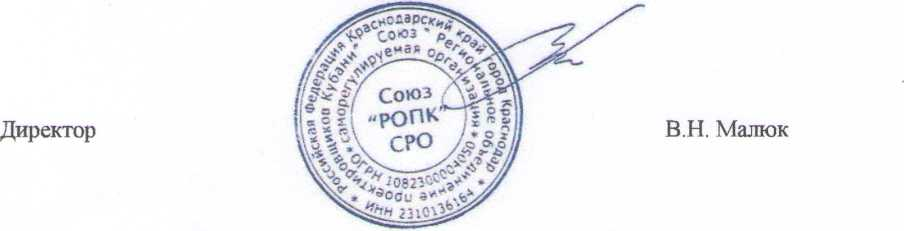 Директор
Российская Федерация Краснодарский край город Краснодар
* ИНН 2310136164 *
Союз " Региональное объединение проектировщиков Кубани"
саморегулируемая организация
* ОГРН 1082300004050 *
Союз
"РОПК"
СРО
В.Н. Малюк